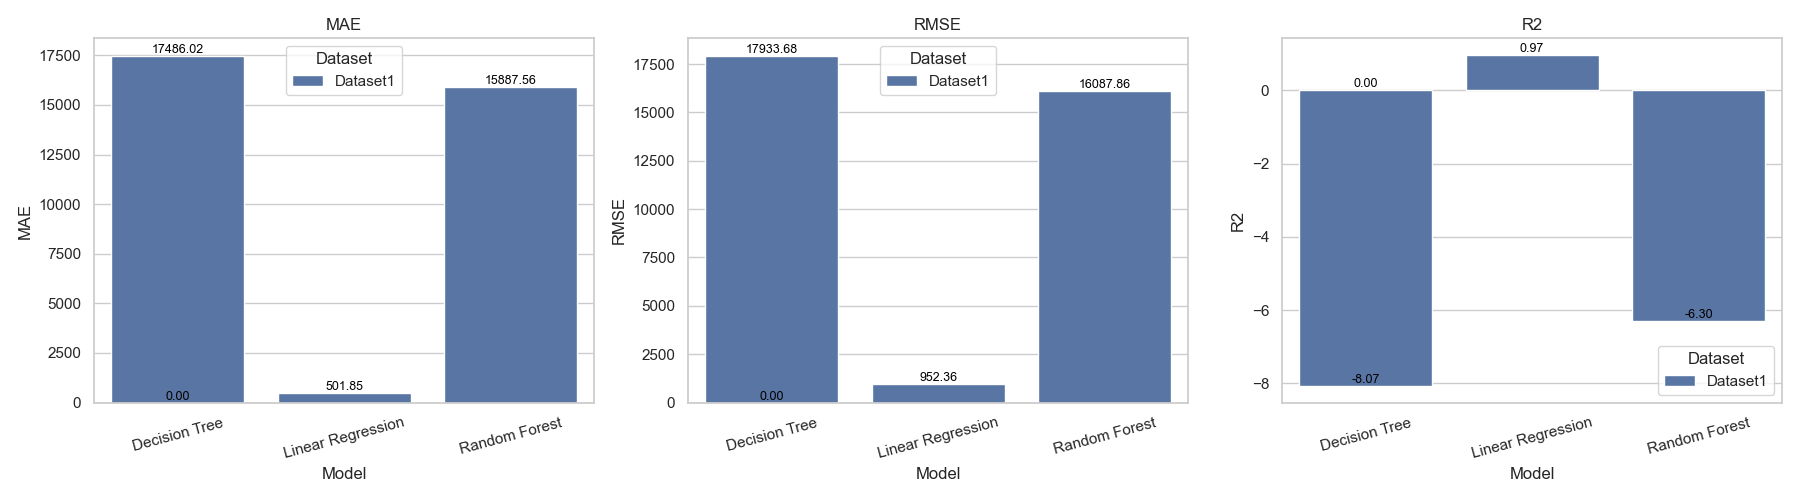 MAE
17486.02
15887.56
501.85
0.00
Dataset
Dataset1
17500
15000
12500
10000
7500
5000
2500
0
MAE
Decision Tree
Linear Regression
Random Forest
Model
RMSE
17933.68
16087.86
952.36
0.00
Dataset
Dataset1
17500
15000
12500
10000
7500
5000
2500
0
RMSE
Decision Tree
Linear Regression
Random Forest
Model
R2
0.97
0.00
-6.30
-8.07
Dataset
Dataset1
0
−2
−4
−6
−8
R2
Decision Tree
Linear Regression
Random Forest
Model